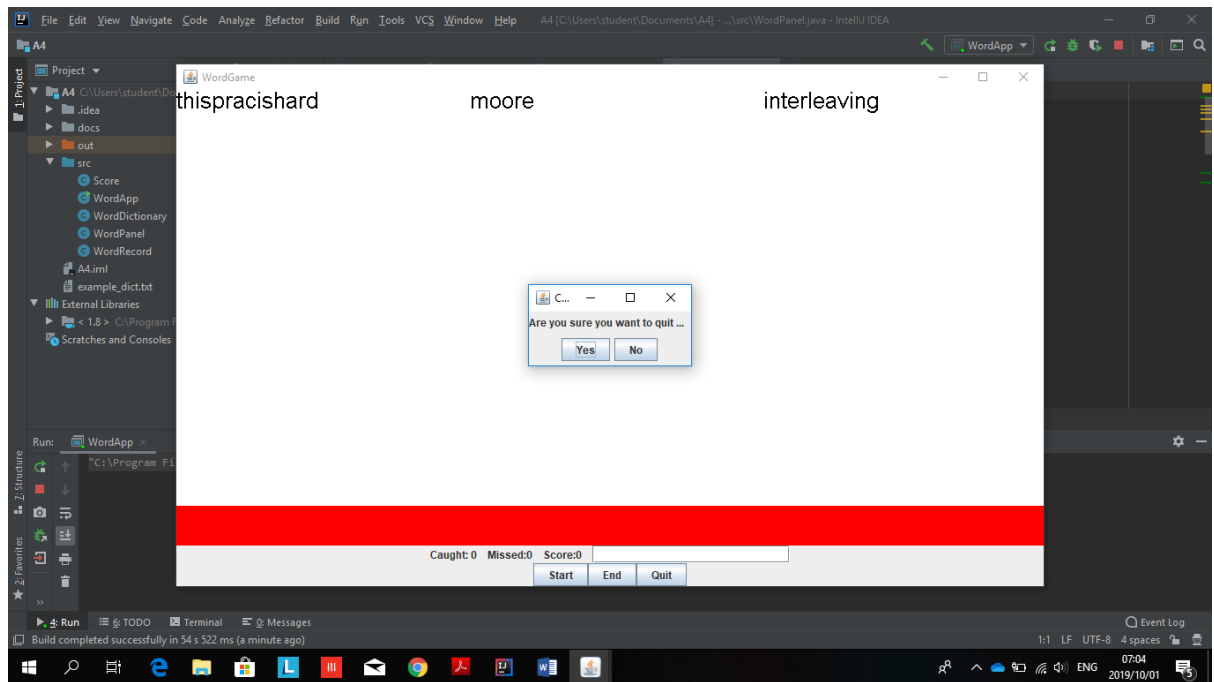 File Edit View Navigate Code Analyze Refactor Build Run Tools VCS Window Help A4 [C:\Users\student\Documents\A4] - ...\src\WordPanel.java - IntelliJ IDEA
A4 WordApp
1: Project
Project
WordGame
A4 C:\Users\student\Do
thispracishard moore interleaving
.idea
docs
out
src
Score
WordApp
WordDictionary
WordPanel
WordRecord
A4.iml
example_dict.txt
External Libraries
< 1.8 > C:\Program F
Scratches and Consoles
C...
Are you sure you want to quit ...
Yes No
Run: WordApp
"C:\Program Fi
7: Structure
2: Favorites
Caught: 0 Missed:0 Score:0
Start End Quit
4: Run 6: TODO Terminal 0: Messages Event Log
Build completed successfully in 54 s 522 ms (a minute ago) 1:1 LF UTF-8 4 spaces
ENG 07:04
2019/10/01 5